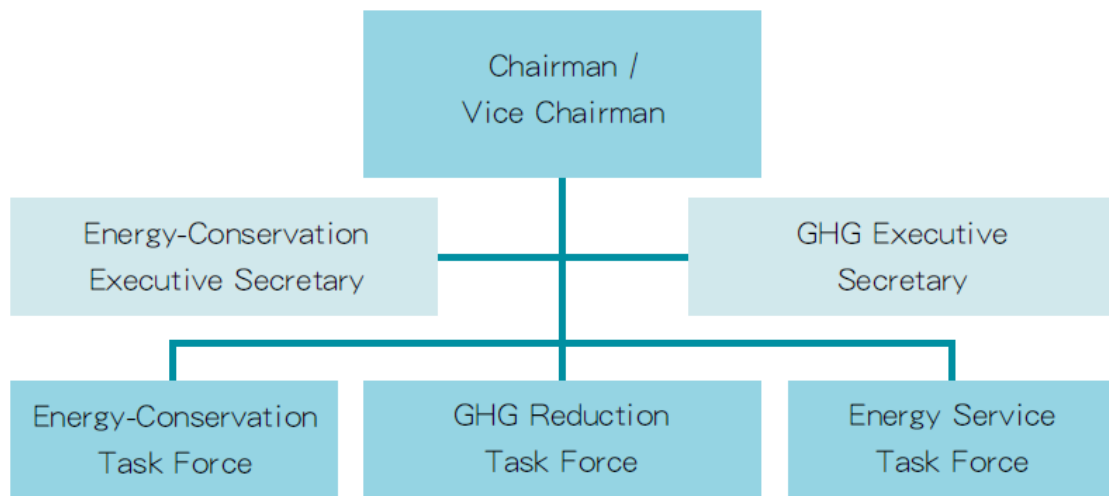 Chairman /
Vice Chairman
Energy-Conservation
Executive Secretary
GHG Executive
Secretary
Energy-Conservation
Task Force
GHG Reduction
Task Force
Energy Service
Task Force